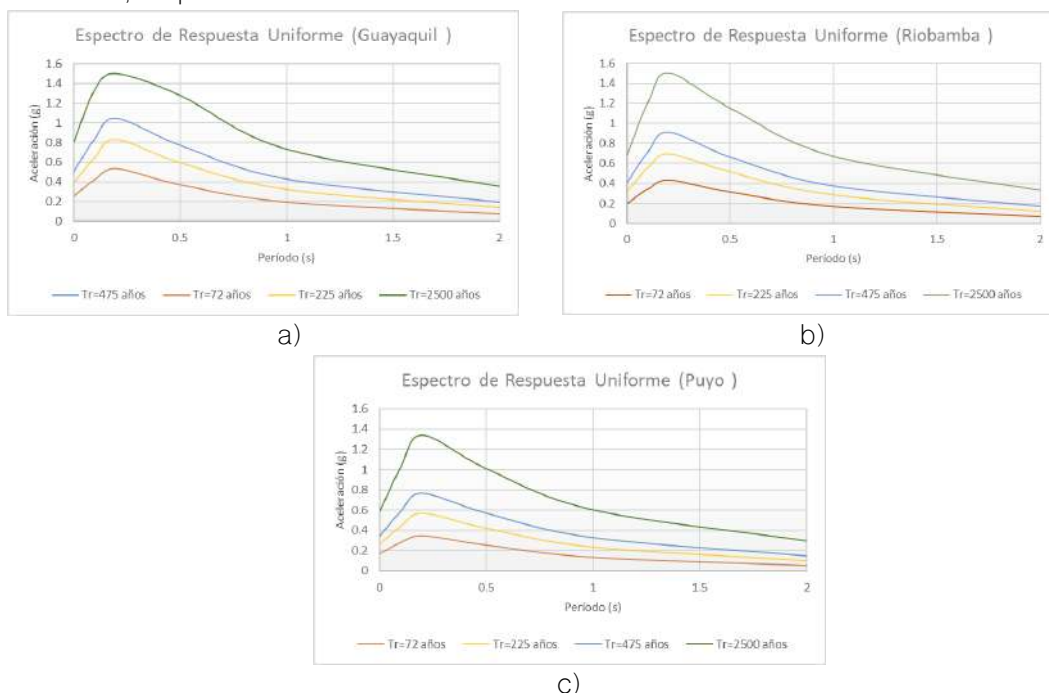 Espectro de Respuesta Uniforme (Guayaquil )
Aceleración (g)
1.6
1.4
1.2
1
0.8
0.6
0.4
0.2
0
0 0.5 1 1.5 2
Período (s)
Tr=475 años Tr=72 años Tr=225 años Tr=2500 años
a)
Espectro de Respuesta Uniforme (Riobamba )
Aceleración (g)
1.6
1.4
1.2
1
0.8
0.6
0.4
0.2
0
0 0.5 1 1.5 2
Período (s)
Tr=72 años Tr=225 años Tr=475 años Tr=2500 años
b)
Espectro de Respuesta Uniforme (Puyo )
Aceleración (g)
1.6
1.4
1.2
1
0.8
0.6
0.4
0.2
0
0 0.5 1 1.5 2
Período (s)
Tr=72 años Tr=225 años Tr=475 años Tr=2500 años
c)